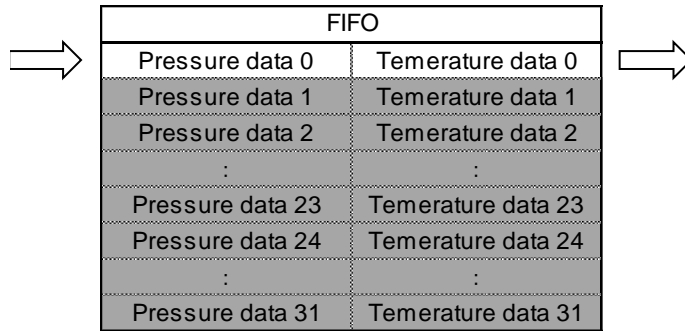 FIFO
Pressure data 0 Temerature data 0
Pressure data 1 Temerature data 1
Pressure data 2 Temerature data 2
: :
Pressure data 23 Temerature data 23
Pressure data 24 Temerature data 24
: :
Pressure data 31 Temerature data 31